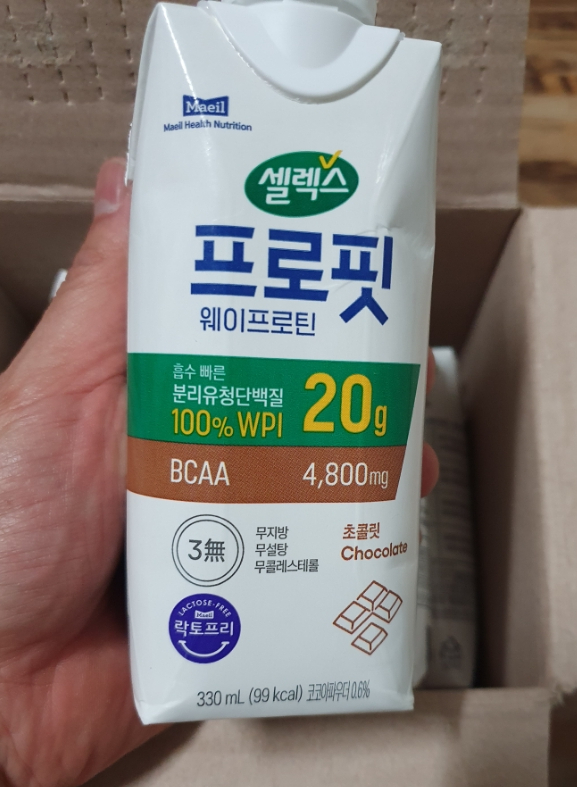 Maeil
Maeil Health Nutrition
셀렉스
프로핏
웨이프로틴
흡수 빠른
분리유청단백질
100% WPI
20g
BCAA 4,800mg
3無
무지방
무설탕
무콜레스테롤
초콜릿
Chocolate
LACTOSE-FREE
Maeil
락토프리
330 mL (99 kcal) 코코아파우더 0.6%